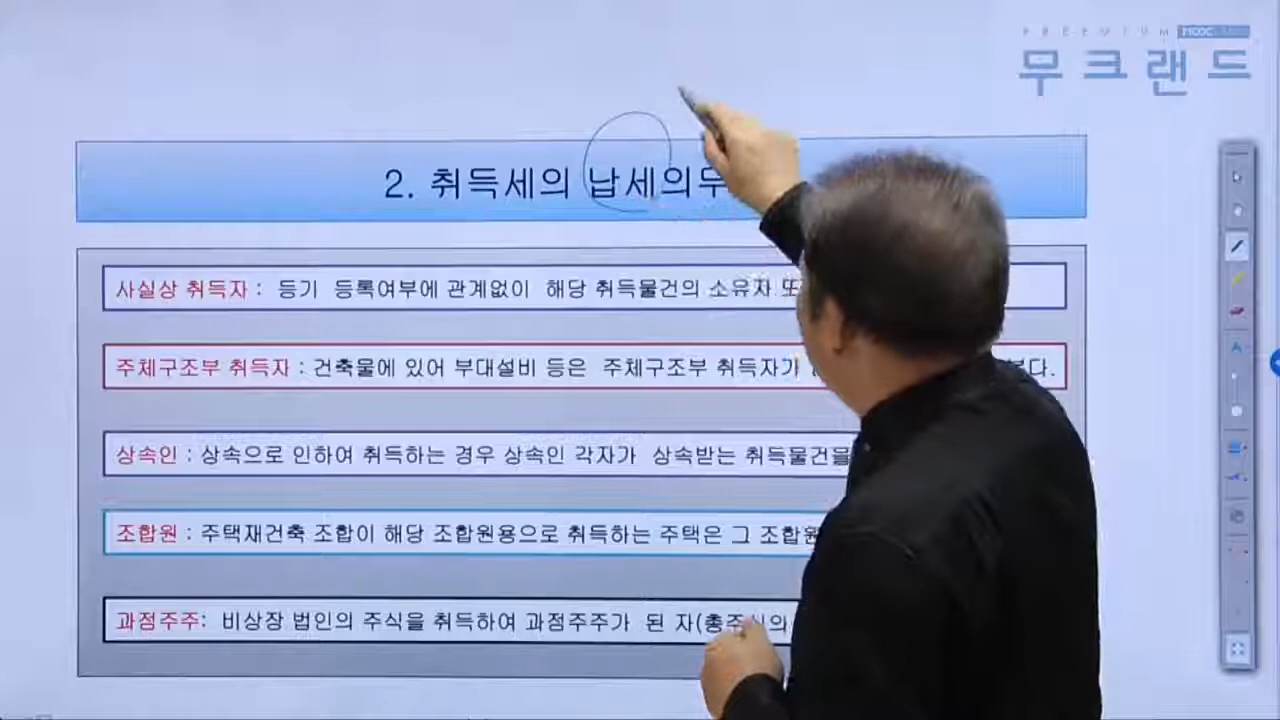 PREMIUM MOOC
무크랜드
2. 취득세의 납세의무
사실상 취득자 : 등기 등록여부에 관계없이 해당 취득물건의 소유자 또
주체구조부 취득자 : 건축물에 있어 부대설비 등은 주체구조부 취득자가 본다.
상속인 : 상속으로 인하여 취득하는 경우 상속인 각자가 상속받는 취득물건을
조합원 : 주택재건축 조합이 해당 조합원용으로 취득하는 주택은 그 조합원
과점주주: 비상장 법인의 주식을 취득하여 과점주주가 된 자(총주식의